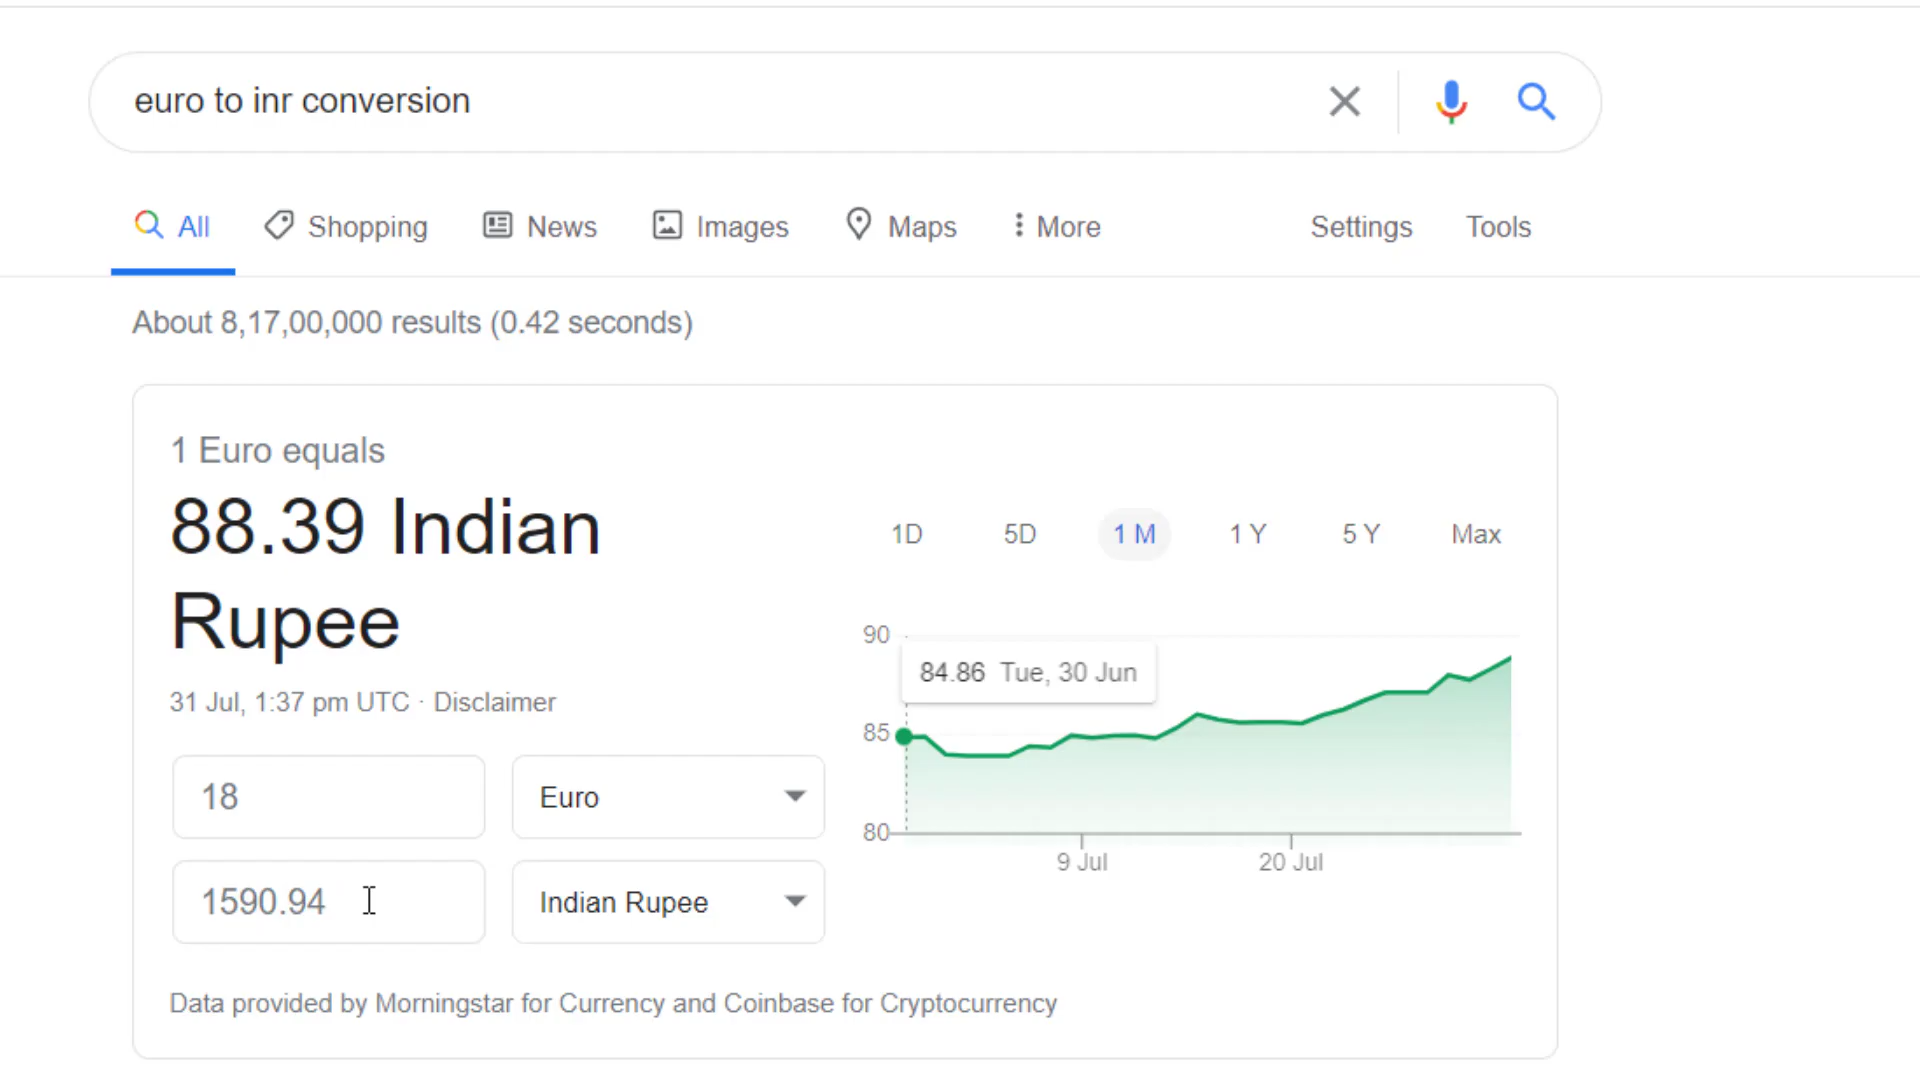 euro to inr conversion
All Shopping News Images Maps More Settings Tools
About 8,17,00,000 results (0.42 seconds)
1 Euro equals
88.39 Indian
Rupee
31 Jul, 1:37 pm UTC · Disclaimer
18 Euro
1590.94 Indian Rupee
1D 5D 1 M 1 Y 5 Y Max
90
84.86 Tue, 30 Jun
85
80
9 Jul 20 Jul
Data provided by Morningstar for Currency and Coinbase for Cryptocurrency